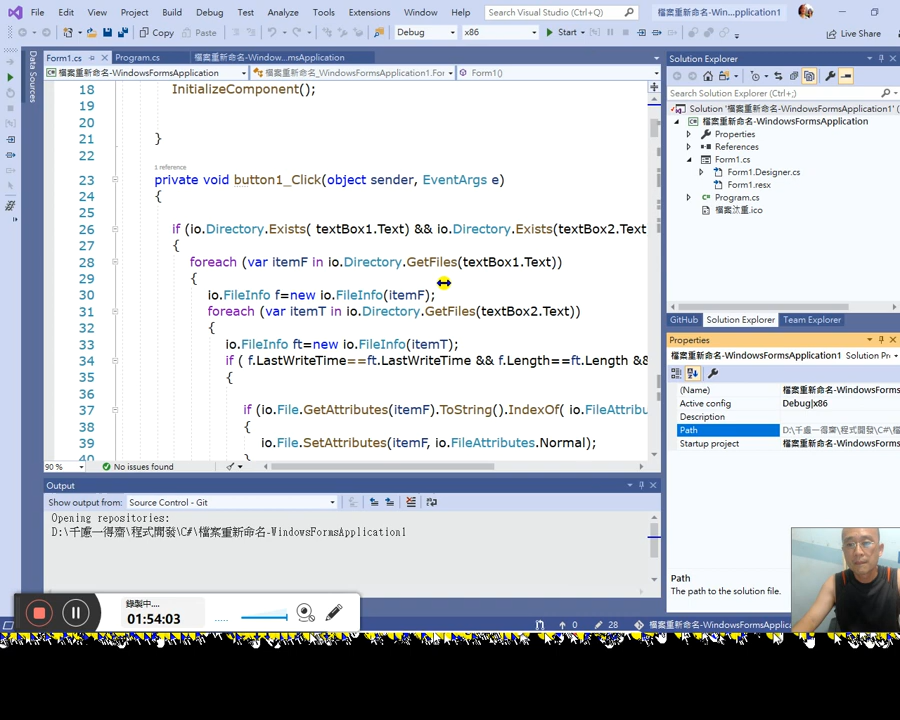 File Edit View Project Build Debug Test Analyze Tools Extensions Window Help Search Visual Studio (Ctrl+;) 檔案重新命名-Win...pplication1
Copy Paste Debug x86 Start Live Share
Data Sources
Form1.cs Program.cs 檔案重新命名-WindowsFo...msApplication
檔案重新命名-WindowsFormsApplication 檔案重新命名_WindowsFormsApplication1.For Form1()
18 InitializeComponent();
19
20
21 }
22
1 reference
23 private void button1_Click(object sender, EventArgs e)
24 {
25
26 if (io.Directory.Exists( textBox1.Text) && io.Directory.Exists(textBox2.Text
27 {
28 foreach (var itemF in io.Directory.GetFiles(textBox1.Text))
29 {
30 io.FileInfo f=new io.FileInfo(itemF);
31 foreach (var itemT in io.Directory.GetFiles(textBox2.Text))
32 {
33 io.FileInfo ft=new io.FileInfo(itemT);
34 if ( f.LastWriteTime==ft.LastWriteTime && f.Length==ft.Length &&
35 {
36
37 if (io.File.GetAttributes(itemF).ToString().IndexOf( io.FileAttribu
38 {
39 io.File.SetAttributes(itemF, io.FileAttributes.Normal);
40 }
90 % No issues found
Output
Show output from: Source Control - Git
Opening repositories:
D:\千慮一得齋\程式開發\C#\檔案重新命名-WindowsFormsApplication1
Solution Explorer
Search Solution Explorer (Ctrl+;)
Solution '檔案重新命名-WindowsFormsApplication1'
檔案重新命名-WindowsFormsApplication
Properties
References
Form1.cs
Form1.Designer.cs
Form1.resx
Program.cs
檔案汰重.ico
GitHub Solution Explorer Team Explorer
Properties
檔案重新命名-WindowsFormsApplication1 Solution Pr
(Name) 檔案重新命名-WindowsForms
Active config Debug|x86
Description
Path D:\千慮一得齋\程式開發\C#\檔
Startup project 檔案重新命名-WindowsForms
Path
The path to the solution file.
錄製中....
01:54:03
0 28 檔案重新命名-WindowsFormsApplica